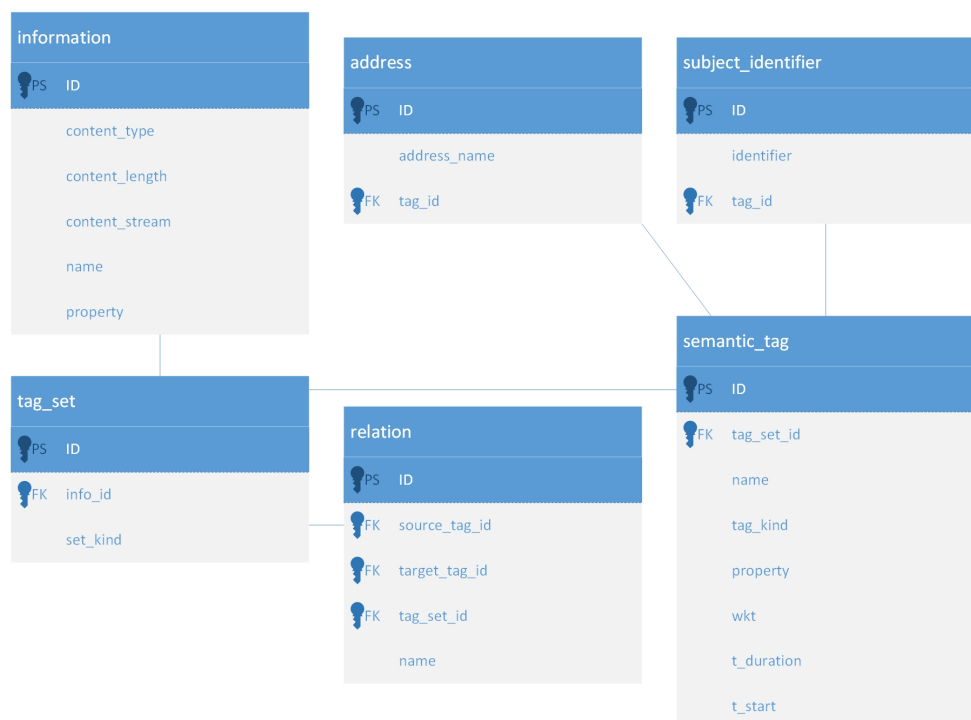 information
PS ID
content_type
content_length
content_stream
name
property
address
PS ID
address_name
FK tag_id
subject_identifier
PS ID
identifier
FK tag_id
tag_set
PS ID
FK info_id
set_kind
relation
PS ID
FK source_tag_id
FK target_tag_id
FK tag_set_id
name
semantic_tag
PS ID
FK tag_set_id
name
tag_kind
property
wkt
t_duration
t_start